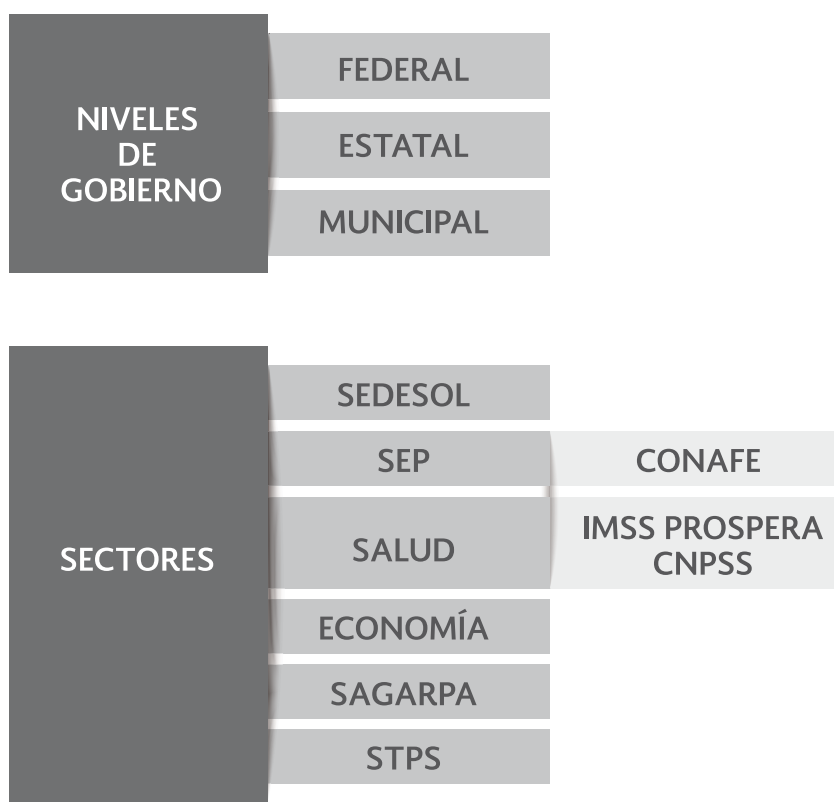 NIVELES
DE
GOBIERNO
FEDERAL
ESTATAL
MUNICIPAL
SECTORES
SEDESOL
SEP
CONAFE
SALUD
IMSS PROSPERA
CNPSS
ECONOMÍA
SAGARPA
STPS